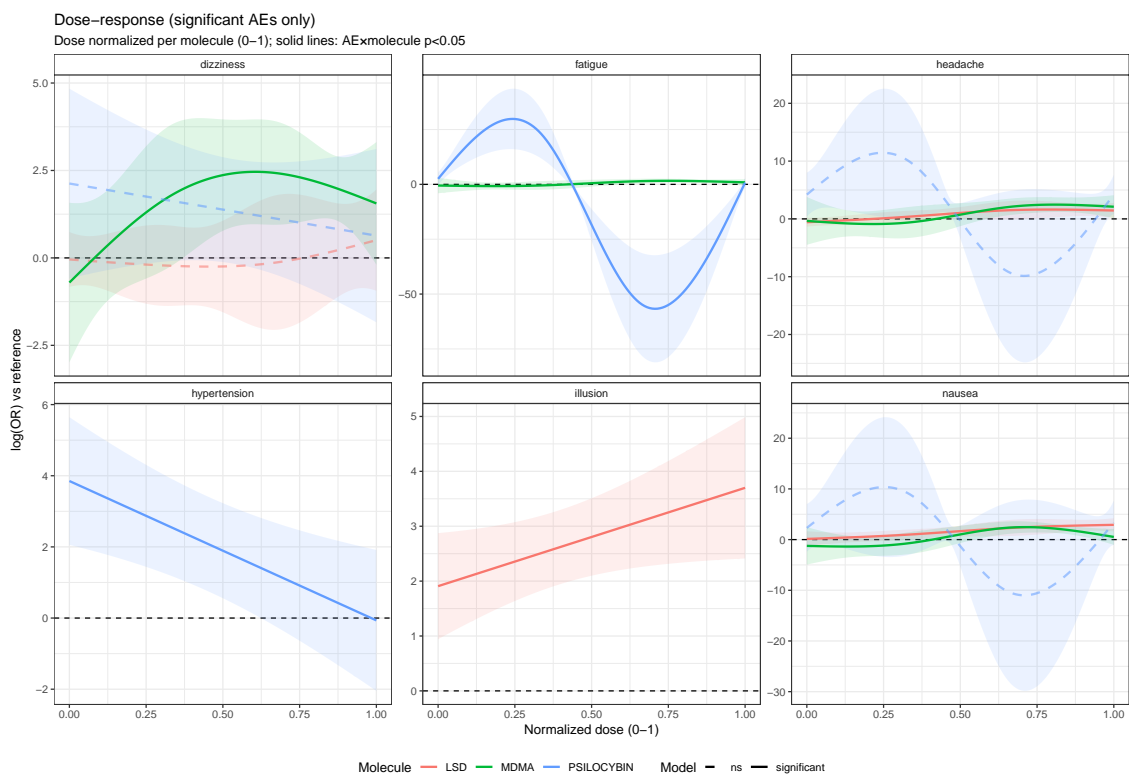 Dose−response (significant AEs only)
Dose normalized per molecule (0−1); solid lines: AE×molecule p<0.05
dizziness
fatigue
headache
5.0
2.5
0.0
−2.5
0
−50
20
10
0
−10
−20
hypertension
illusion
nausea
6
4
2
0
−2
5
4
3
2
1
0
20
10
0
−10
−20
−30
0.00 0.25 0.50 0.75 1.00
0.00 0.25 0.50 0.75 1.00
0.00 0.25 0.50 0.75 1.00
log(OR) vs reference
Normalized dose (0−1)
Molecule LSD MDMA PSILOCYBIN Model ns significant